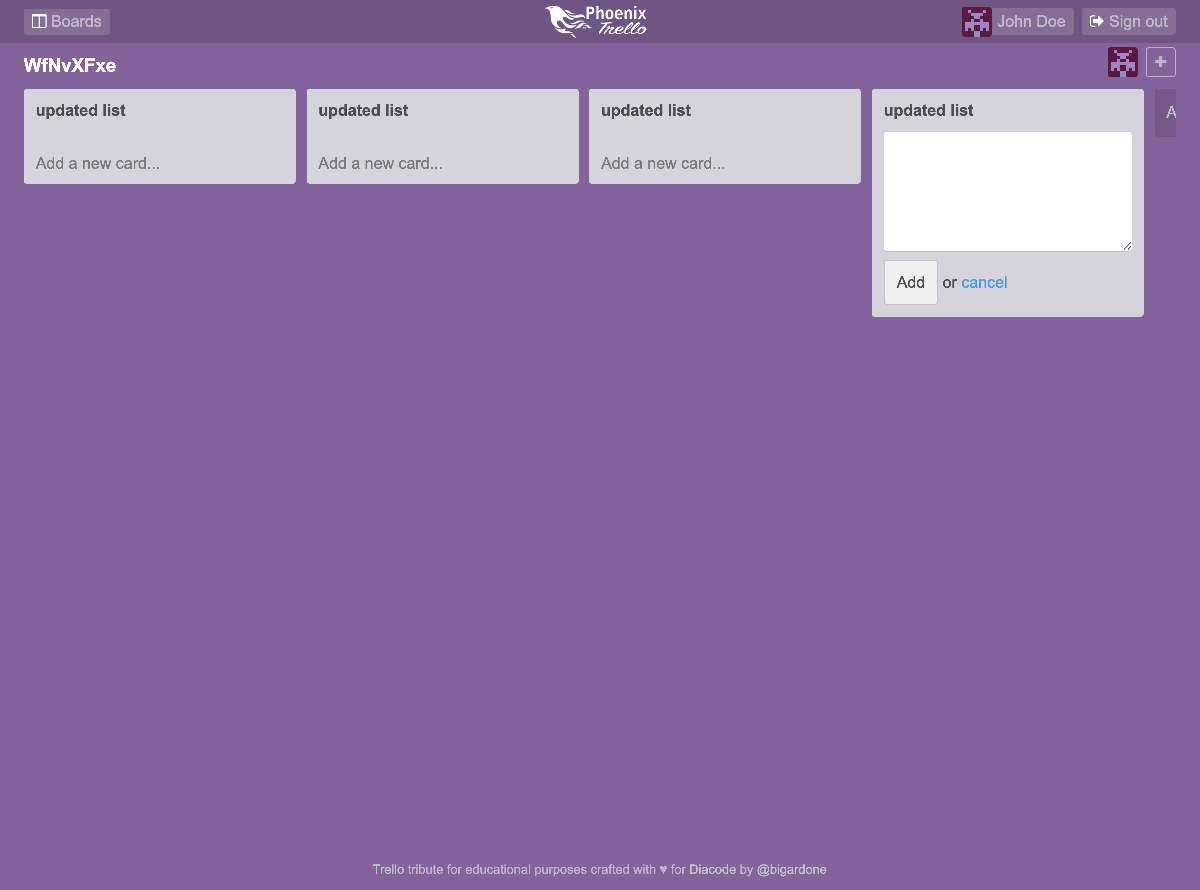 Boards
Phoenix
Trello
John Doe
Sign out
WfNvXFxe
+
updated list
Add a new card...
updated list
Add a new card...
updated list
Add a new card...
updated list
Add or cancel
A
Trello tribute for educational purposes crafted with ♥ for Diacode by @bigardone